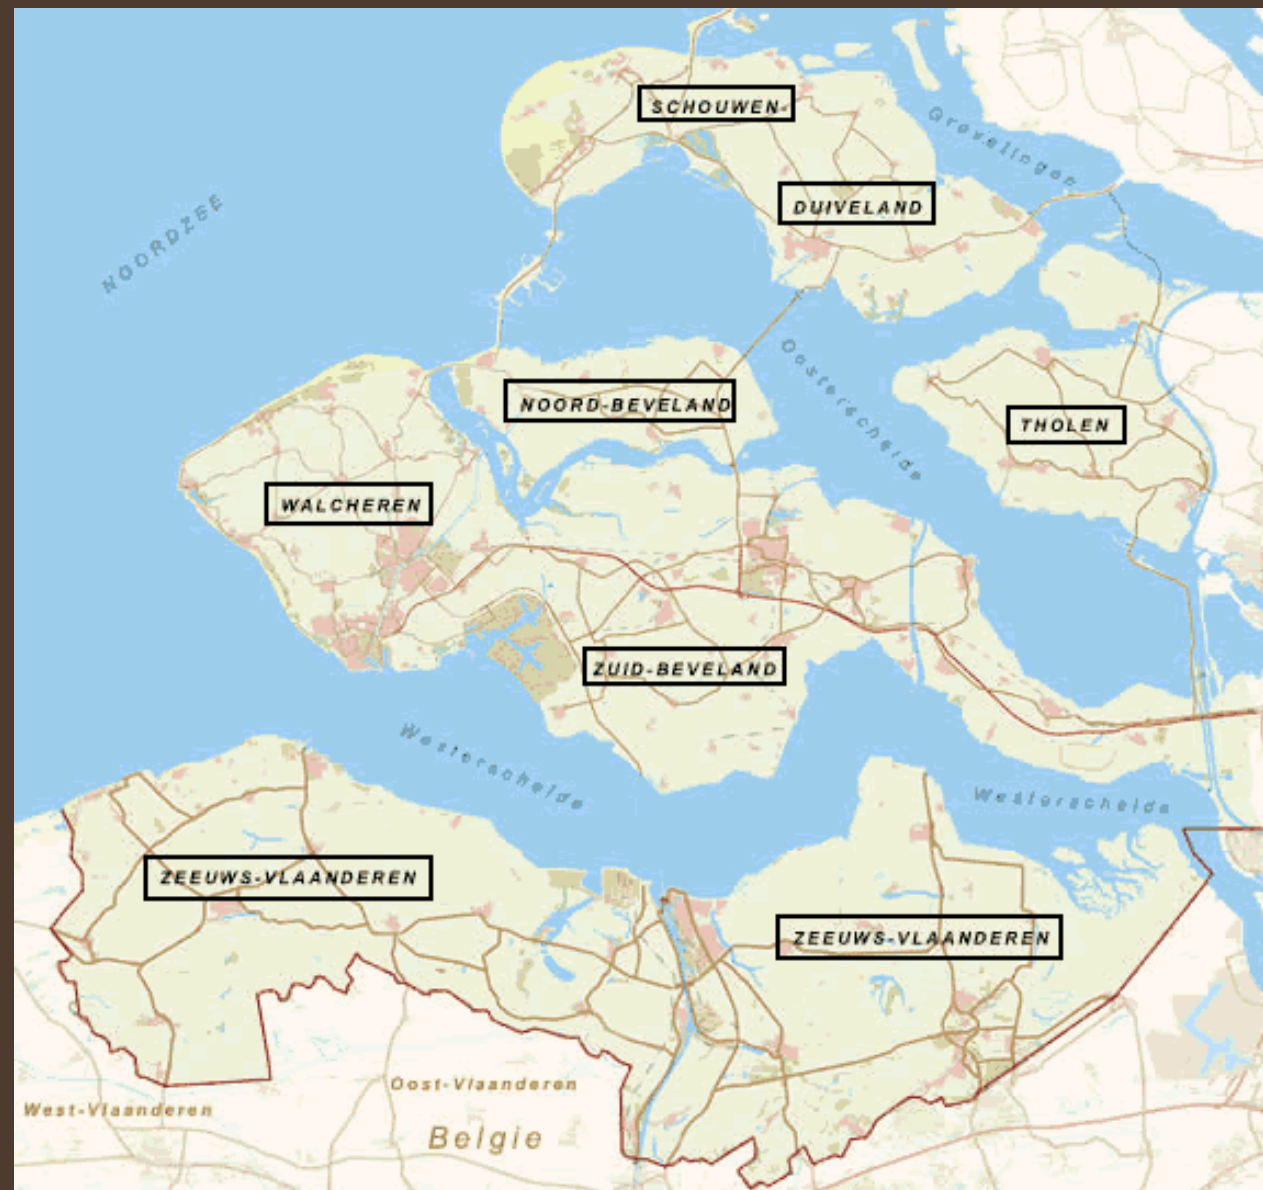 SCHOUWEN-
Grevelingen
DUIVELAND
NOORDZEE
Oosterschelde
NOORD-BEVELAND
THOLEN
WALCHEREN
ZUID-BEVELAND
Westerschelde
Westerschelde
ZEEUWS-VLAANDEREN
ZEEUWS-VLAANDEREN
Oost-Vlaanderen
West-Vlaanderen
Belgie